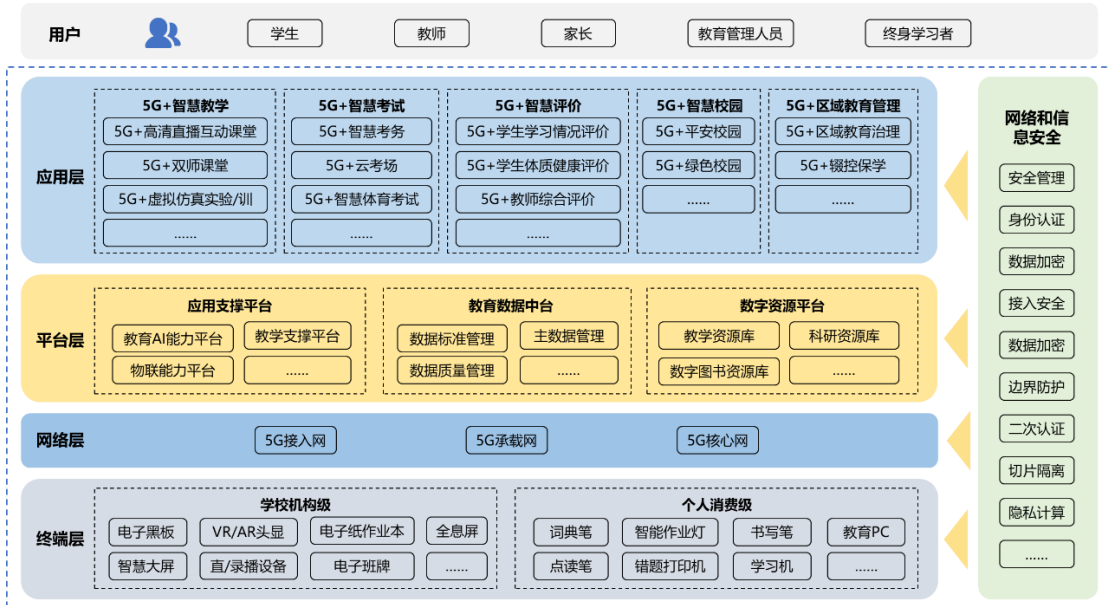 用户
学生
教师
家长
教育管理人员
终身学习者
应用层
5G+智慧教学
5G+高清直播互动课堂
5G+双师课堂
5G+虚拟仿真实验/训
......
5G+智慧考试
5G+智慧考务
5G+云考场
5G+智慧体育考试
......
5G+智慧评价
5G+学生学习情况评价
5G+学生体质健康评价
5G+教师综合评价
......
5G+智慧校园
5G+平安校园
5G+绿色校园
......
5G+区域教育管理
5G+区域教育治理
5G+辍控保学
......
平台层
应用支撑平台
教育AI能力平台
教学支撑平台
物联能力平台
......
教育数据中台
数据标准管理
主数据管理
数据质量管理
......
数字资源平台
教学资源库
科研资源库
数字图书资源库
......
网络层
5G接入网
5G承载网
5G核心网
终端层
学校机构级
电子黑板
VR/AR头显
电子纸作业本
全息屏
智慧大屏
直/录播设备
电子班牌
......
个人消费级
词典笔
智能作业灯
书写笔
教育PC
点读笔
错题打印机
学习机
......
网络和信
息安全
安全管理
身份认证
数据加密
接入安全
数据加密
边界防护
二次认证
切片隔离
隐私计算
......